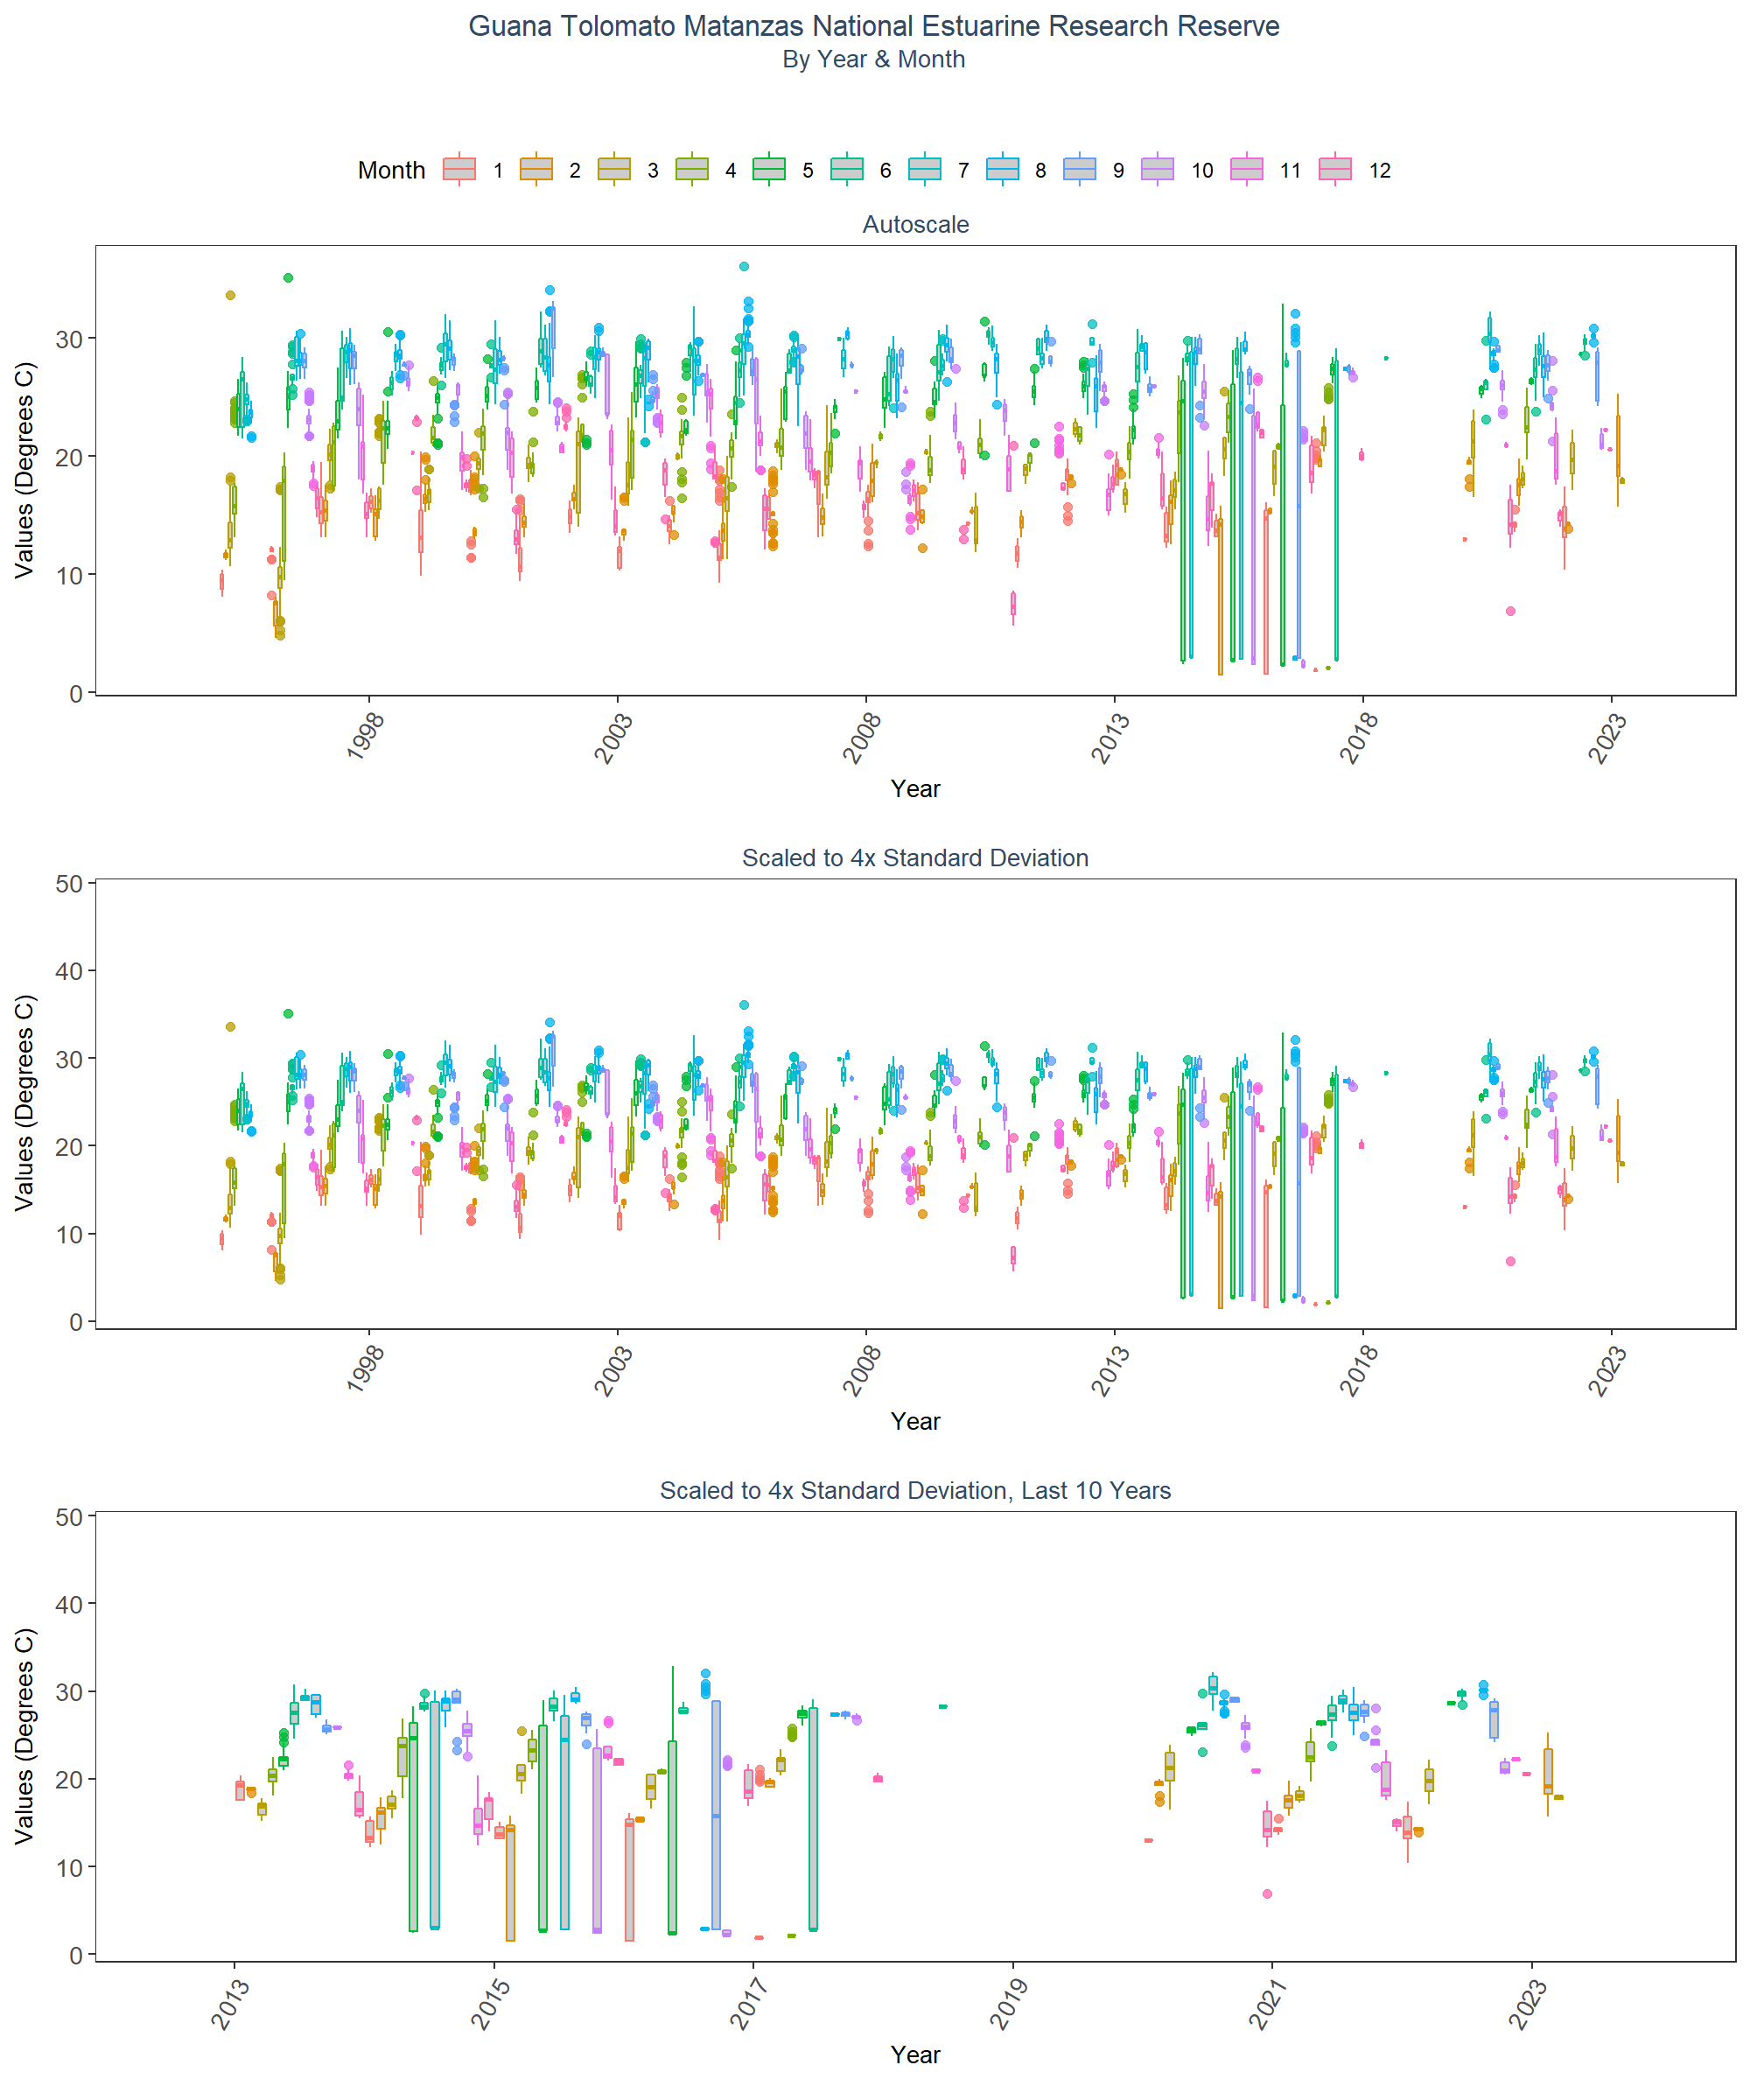 Guana Tolomato Matanzas National Estuarine Research Reserve
By Year & Month
Month 1 2 3 4 5 6 7 8 9 10 11 12
Autoscale
Values (Degrees C)
30
20
10
0
1998 2003 2008 2013 2018 2023
Year
Scaled to 4x Standard Deviation
Values (Degrees C)
50
40
30
20
10
0
1998 2003 2008 2013 2018 2023
Year
Scaled to 4x Standard Deviation, Last 10 Years
Values (Degrees C)
50
40
30
20
10
0
2013 2015 2017 2019 2021 2023
Year